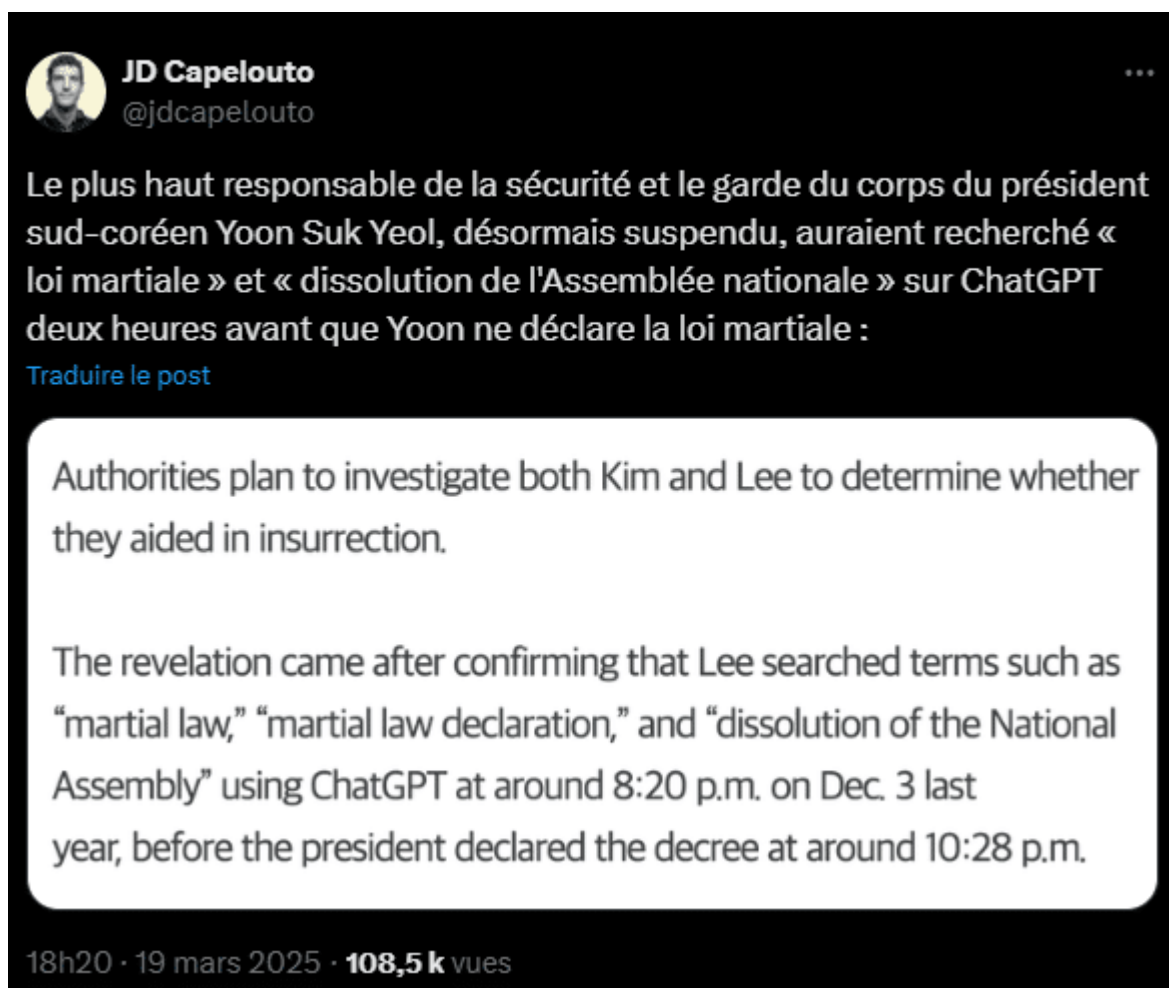 JD Capelouto
@jdcapelouto
Le plus haut responsable de la sécurité et le garde du corps du président
sud-coréen Yoon Suk Yeol, désormais suspendu, auraient recherché «
loi martiale » et « dissolution de l'Assemblée nationale » sur ChatGPT
deux heures avant que Yoon ne déclare la loi martiale :
Traduire le post
Authorities plan to investigate both Kim and Lee to determine whether
they aided in insurrection.
The revelation came after confirming that Lee searched terms such as
“martial law,” “martial law declaration,” and “dissolution of the National
Assembly” using ChatGPT at around 8:20 p.m. on Dec. 3 last
year, before the president declared the decree at around 10:28 p.m.
18h20 · 19 mars 2025 · 108,5 k vues